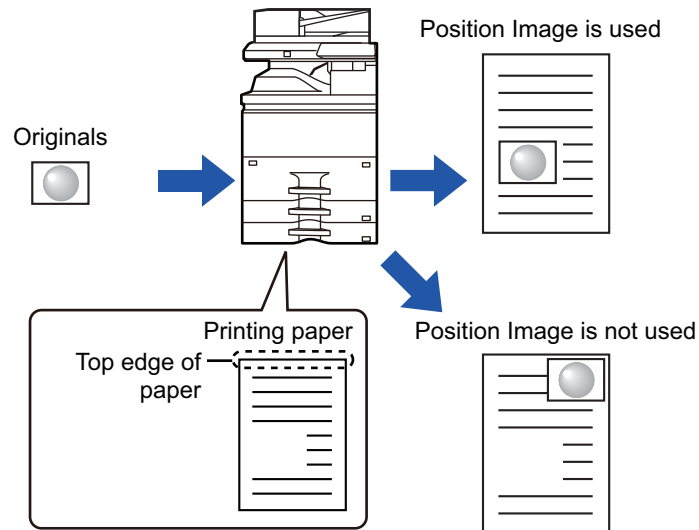 Position Image is used
Originals
Printing paper
Top edge of
paper
Position Image is not used